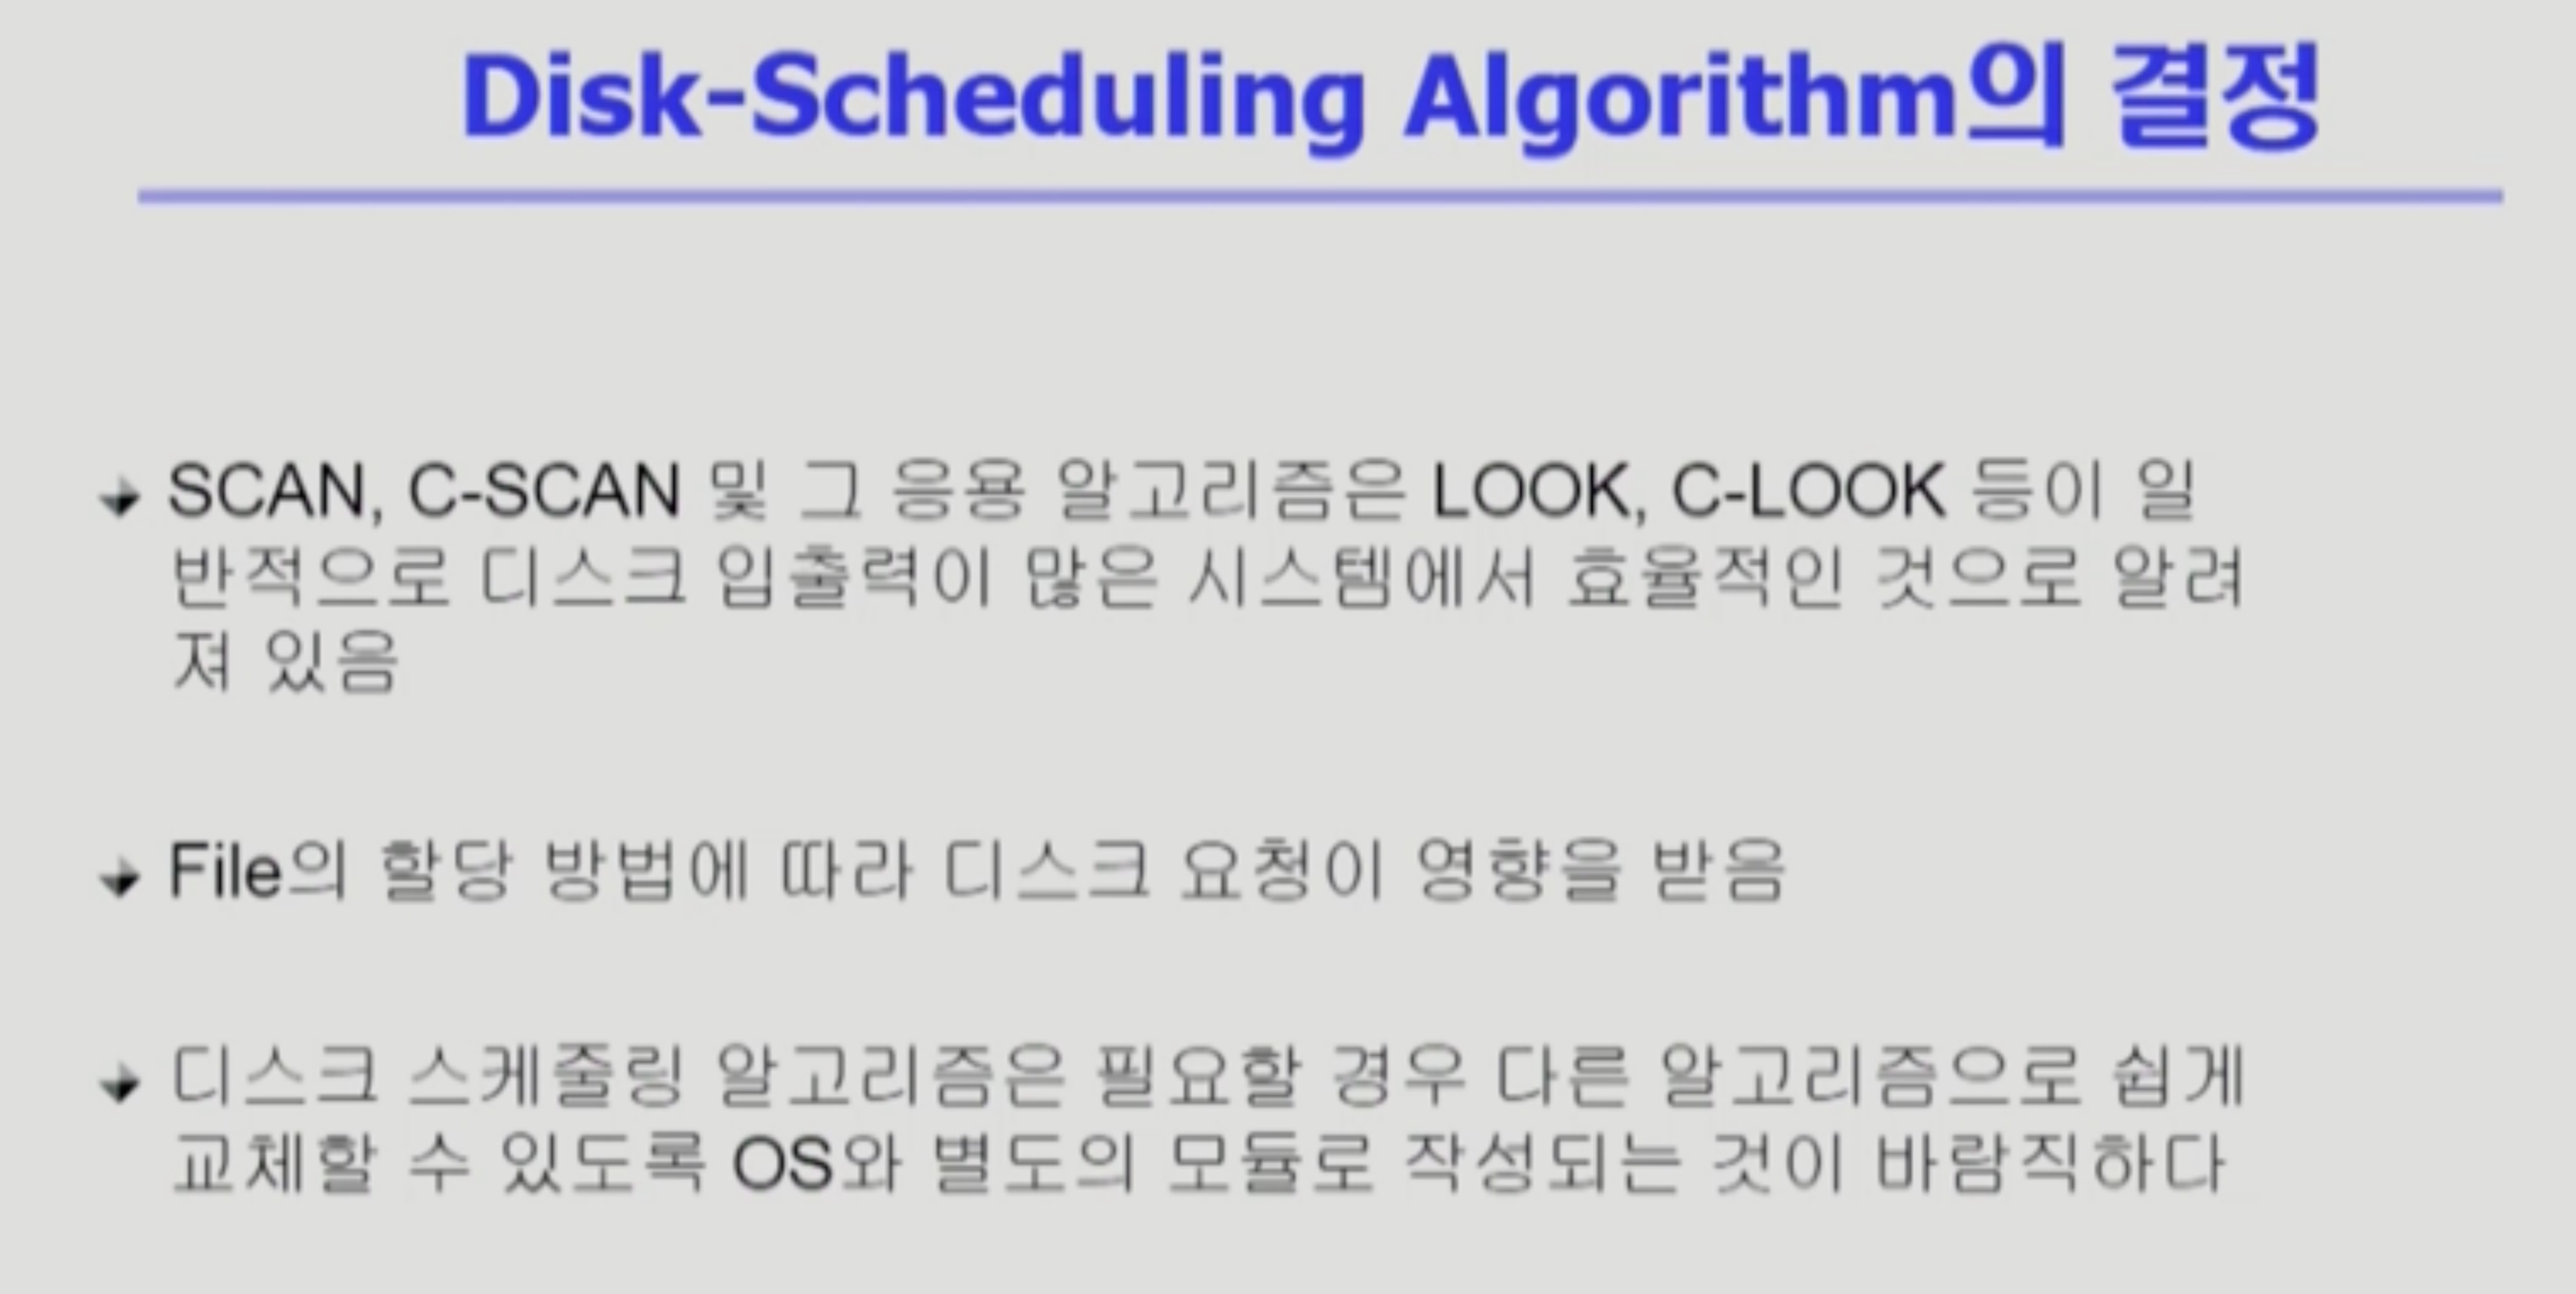 Disk-Scheduling Algorithm의 결정
SCAN, C-SCAN 및 그 응용 알고리즘은 LOOK, C-LOOK 등이 일
반적으로 디스크 입출력이 많은 시스템에서 효율적인 것으로 알려
져 있음
File의 할당 방법에 따라 디스크 요청이 영향을 받음
디스크 스케줄링 알고리즘은 필요할 경우 다른 알고리즘으로 쉽게
교체할 수 있도록 OS와 별도의 모듈로 작성되는 것이 바람직하다